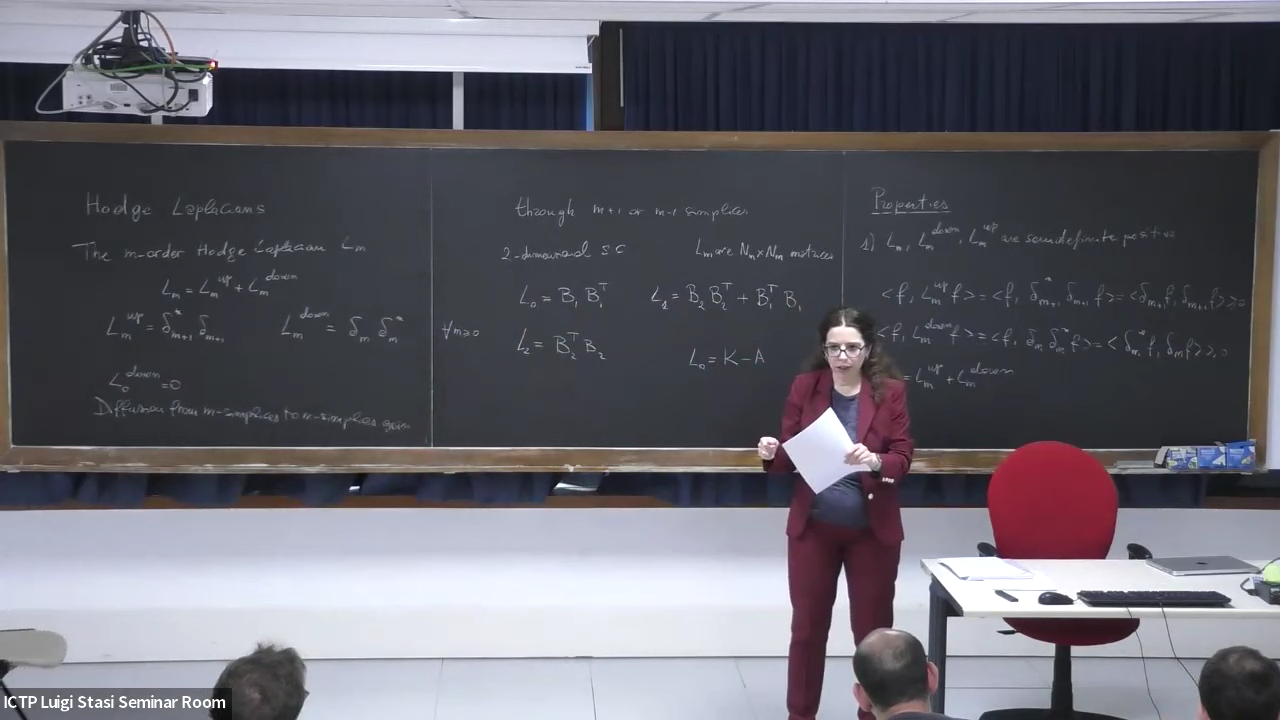 Hodge Laplacians
The m-order Hodge Laplacian L_m
L_m = L_m^up + L_m^down
L_m^up = δ*_{m+1} δ_{m+1} L_m^down = δ_m δ_m^*
L_0^down = 0
Diffusion from m-simplices to m-simplices going
through m+1 or m-1 simplices
2-dimensional SC L_m are N_m × N_m matrices
L_0 = B_1 B_1^T L_1 = B_2 B_2^T + B_1^T B_1
∀m≥0 L_2 = B_2^T B_2
L_0 = K - A
Properties
1) L_m, L_m^down, L_m^up are semidefinite positive
<f, L_m^up f> = <f, δ*_{m+1} δ_{m+1} f> = <δ_{m+1} f, δ_{m+1} f> ≥ 0
<f, L_m^down f> = <f, δ_m δ_m^* f> = <δ_m^* f, δ_m f> ≥ 0
= L_m^up + L_m^down
ICTP Luigi Stasi Seminar Room